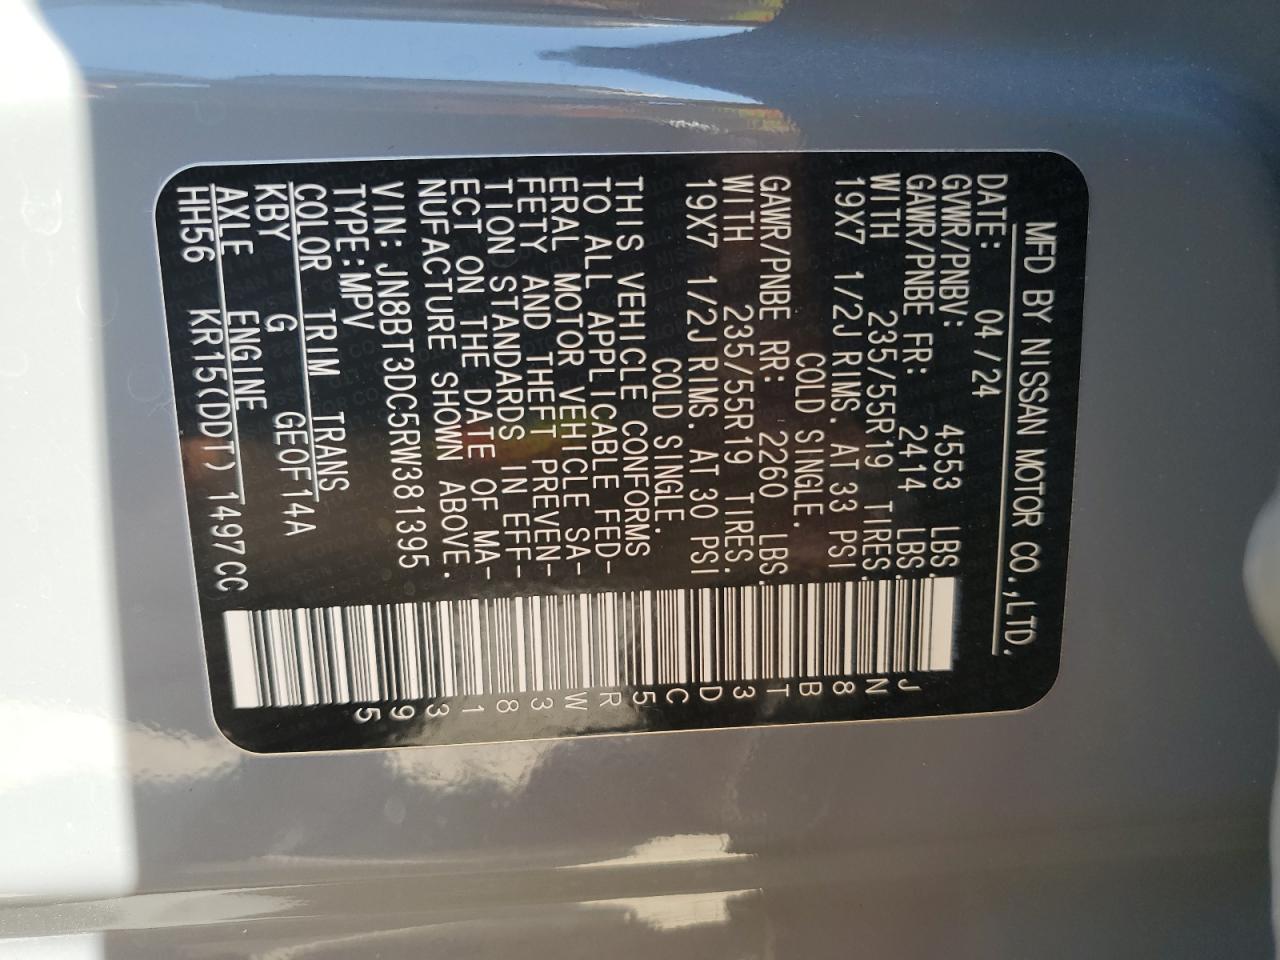 MFD BY NISSAN MOTOR CO.,LTD.
DATE: 04/24
GVWR/PNBV: 4553 LBS.
GAWR/PNBE FR: 2414 LBS.
WITH 235/55R19 TIRES.
19X7 1/2J RIMS. AT 33 PSI
COLD SINGLE.
GAWR/PNBE RR: 2260 LBS.
WITH 235/55R19 TIRES.
19X7 1/2J RIMS. AT 30 PSI
COLD SINGLE.
THIS VEHICLE CONFORMS
TO ALL APPLICABLE FED-
ERAL MOTOR VEHICLE SA-
FETY AND THEFT PREVEN-
TION STANDARDS IN EFF-
ECT ON THE DATE OF MA-
NUFACTURE SHOWN ABOVE.
VIN: JN8BT3DC5RW381395
TYPE:MPV
COLOR TRIM TRANS
KBY G GEOF14A
AXLE ENGINE
HH56 KR15(DDT) 1497CC
JN8BT3DC5RW381395